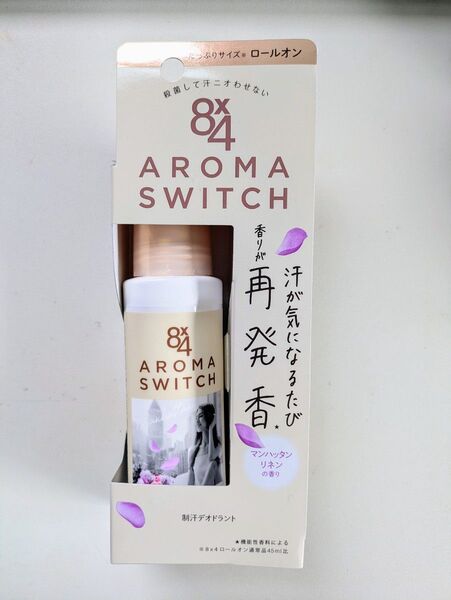 たっぷりサイズ※ ロールオン
殺菌して汗ニオわせない
8x4
AROMA
SWITCH
汗が気になるたび
香りが
再発香★
マンハッタン
リネン
の香り
8x4
AROMA
SWITCH
制汗デオドラント
★機能性香料による
※8x4ロールオン通常品45ml比